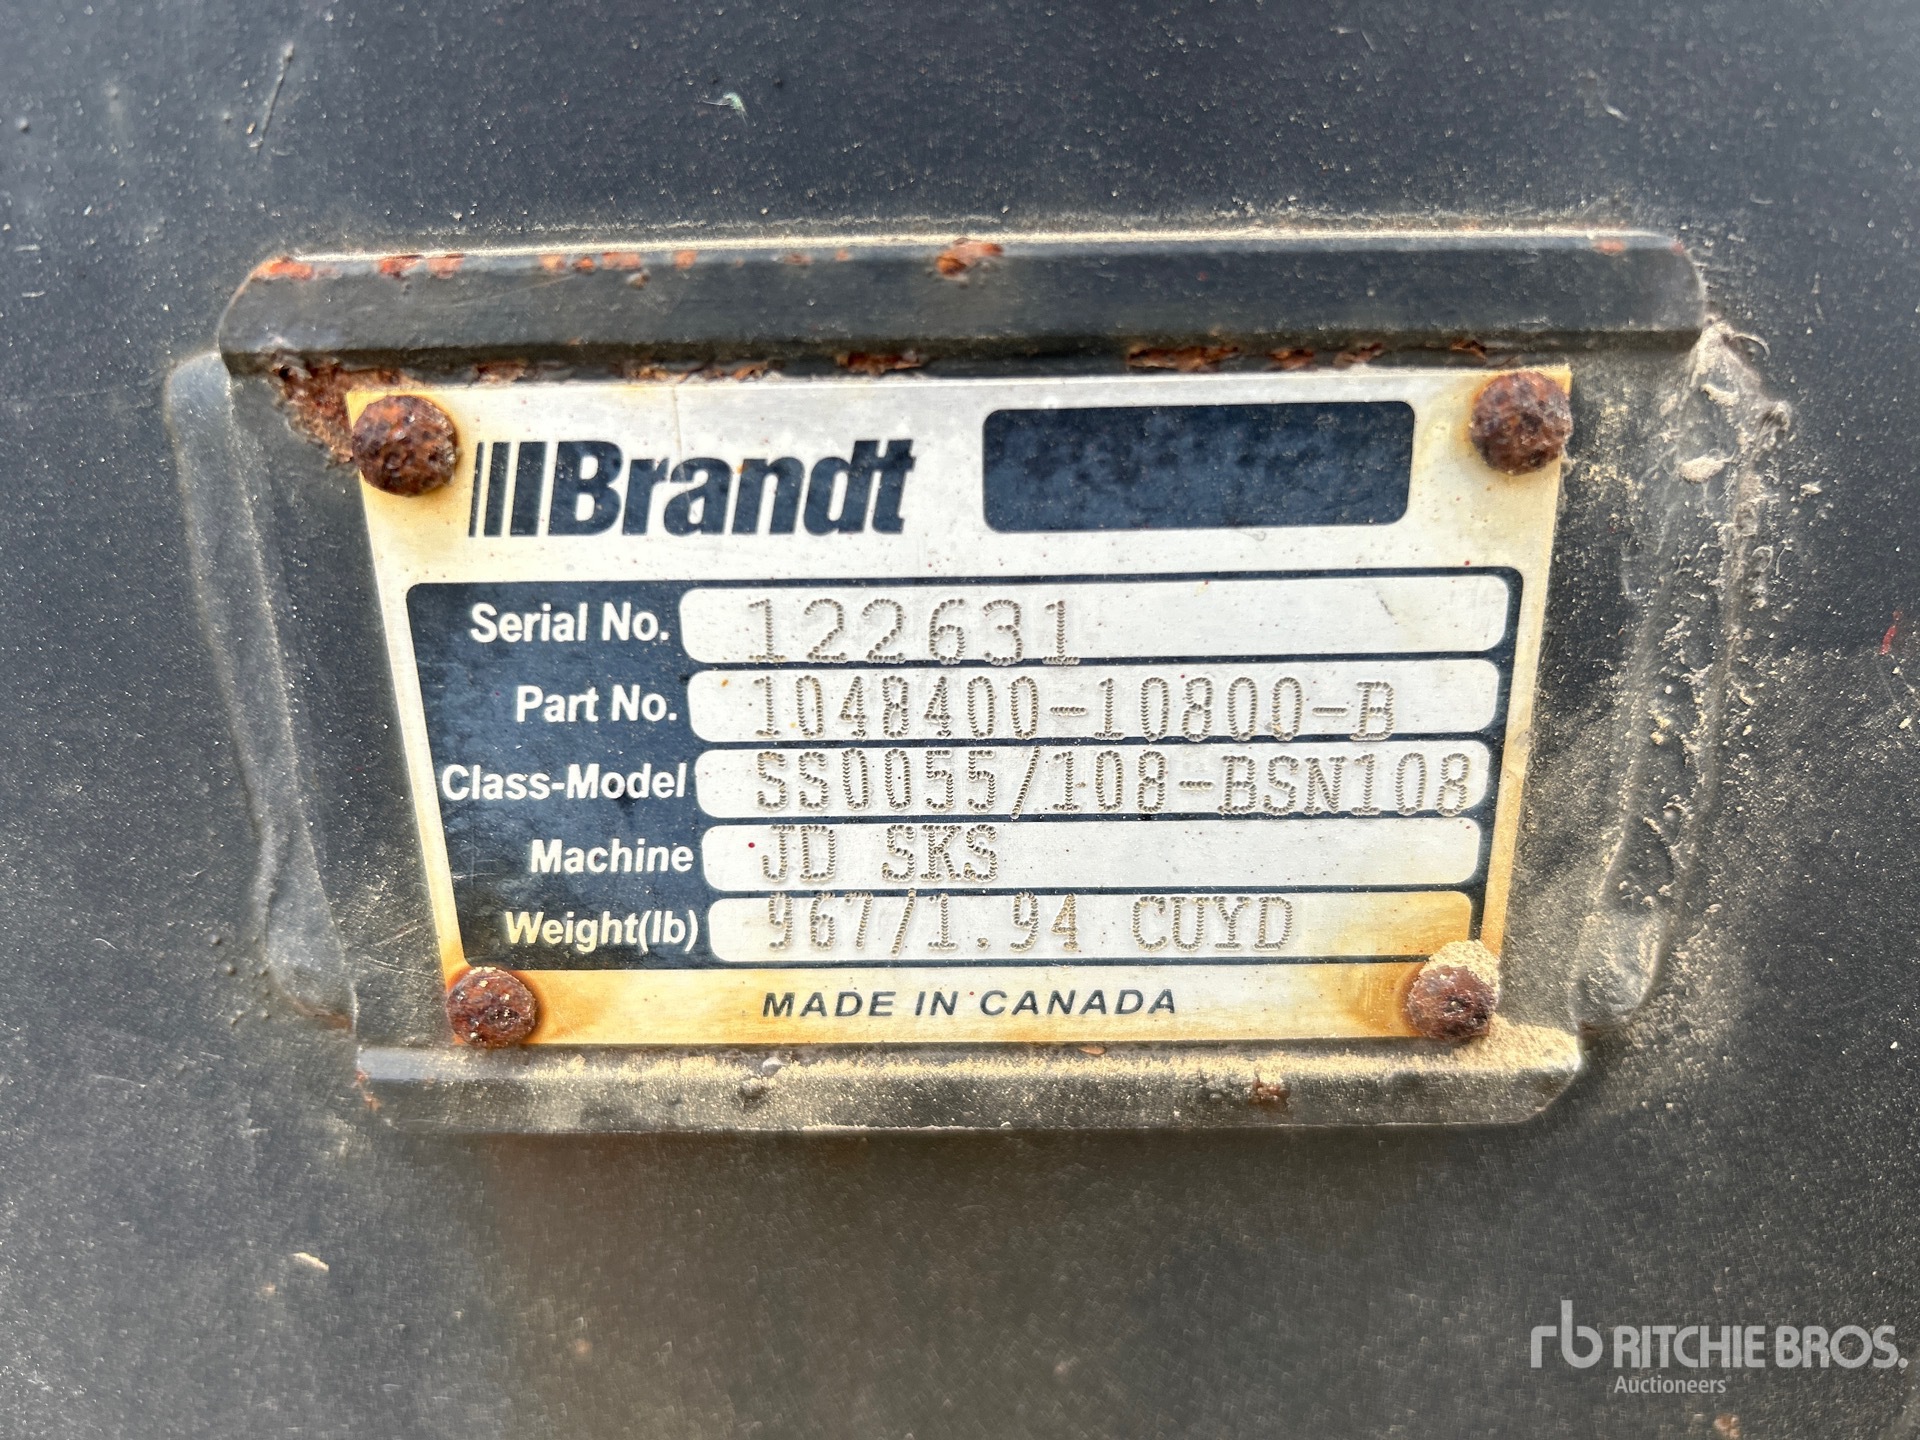 Brandt
Serial No. 122631
Part No. 1048400-10800-B
Class-Model SS0055/108-BSN108
Machine JD SKS
Weight(lb) 967/1.94 CUYD
MADE IN CANADA
rb RITCHIE BROS.
Auctioneers